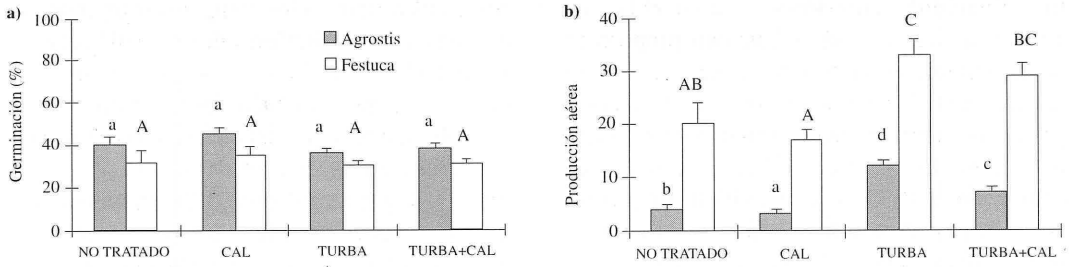 a)
100
80
60
40
20
0
Germinación (%)
Agrostis
Festuca
a A a A a A a A
NO TRATADO CAL TURBA TURBA+CAL
b)
40
30
20
10
0
Producción aérea
b AB a A d C c BC
NO TRATADO CAL TURBA TURBA+CAL